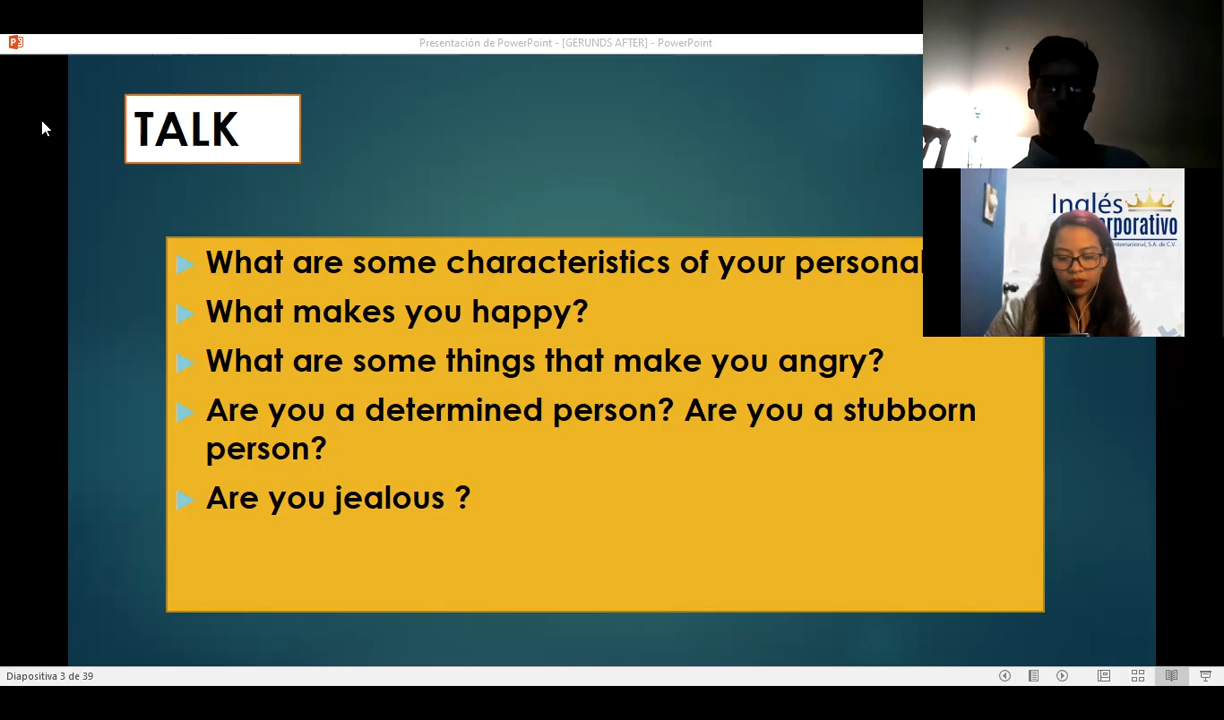 Presentación de PowerPoint - [GERUNDS AFTER] - PowerPoint
TALK
Inglés
What are some characteristics of your
What makes you happy?
What are some things that make you angry?
Are you a determined person? Are you a stubborn
person?
Are you jealous ?
Diapositiva 3 de 39